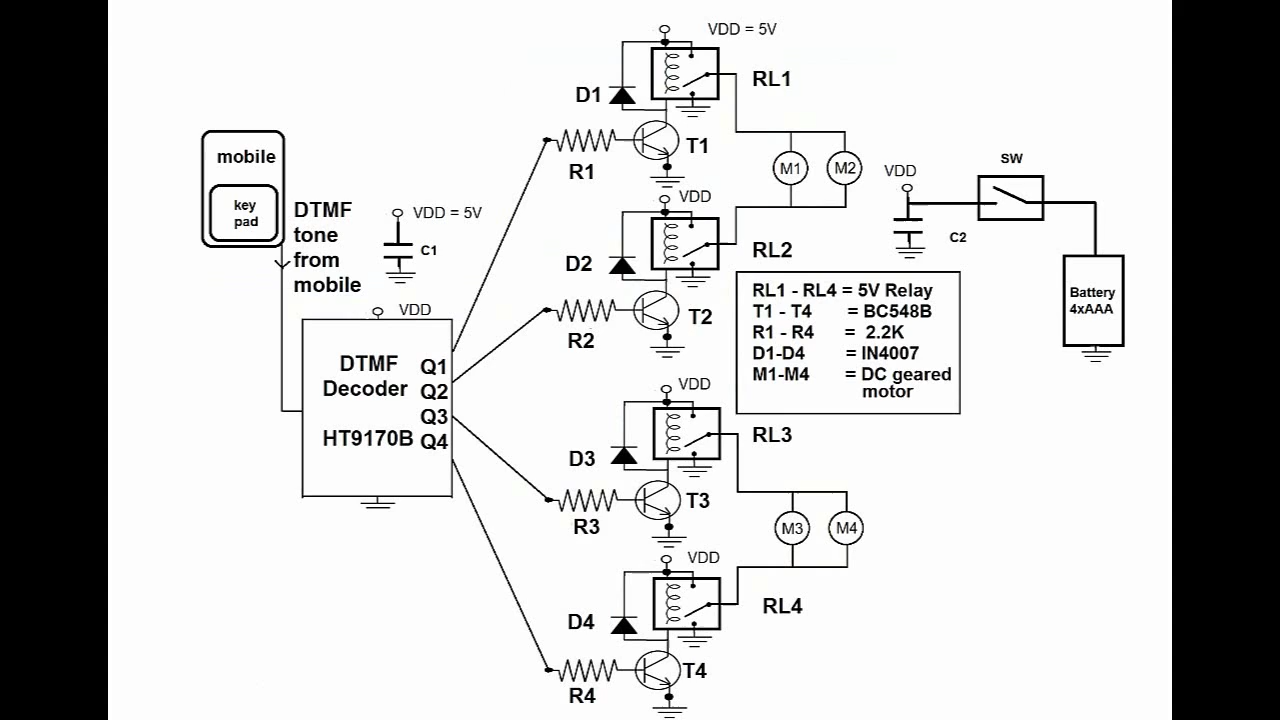 VDD = 5V
RL1
D1
T1
R1
mobile
key
pad
DTMF
tone
from
mobile
VDD = 5V
C1
M1
M2
VDD
SW
C2
Battery
4xAAA
VDD
RL2
D2
T2
R2
RL1 - RL4 = 5V Relay
T1 - T4 = BC548B
R1 - R4 = 2.2K
D1-D4 = IN4007
M1-M4 = DC geared
motor
VDD
DTMF
Decoder
HT9170B
Q1
Q2
Q3
Q4
VDD
RL3
D3
T3
R3
M3
M4
VDD
RL4
D4
T4
R4